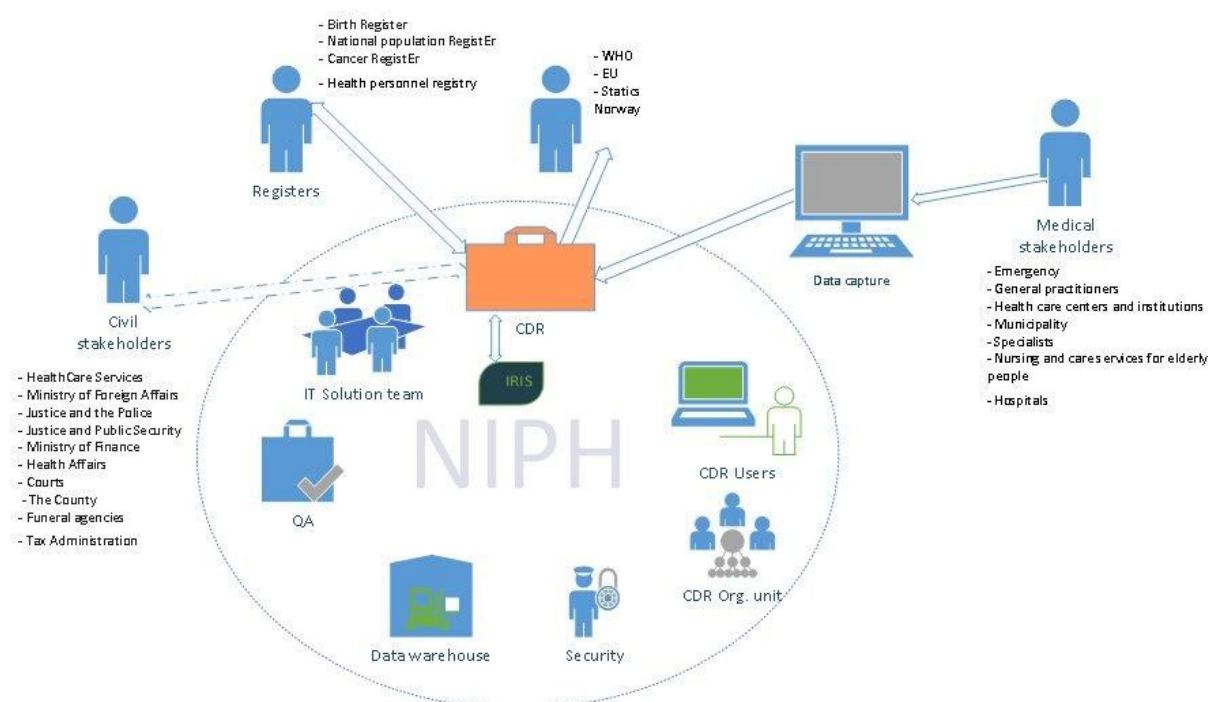 - Birth Register
- National population RegistEr
- Cancer RegistEr
- Health personnel registry
Registers
- WHO
- EU
- Statics
Norway
Medical
stakeholders
- Emergency
- General practitioners
- Health care centers and institutions
- Municipality
- Specialists
- Nursing and care services for elderly
people
- Hospitals
Data capture
Civil
stakeholders
- HealthCare Services
- Ministry of Foreign Affairs
- Justice and the Police
- Justice and Public Security
- Ministry of Finance
- Health Affairs
- Courts
- The County
- Funeral agencies
- Tax Administration
CDR
IRIS
IT Solution team
NIPH
CDR Users
QA
CDR Org. unit
Data warehouse
Security